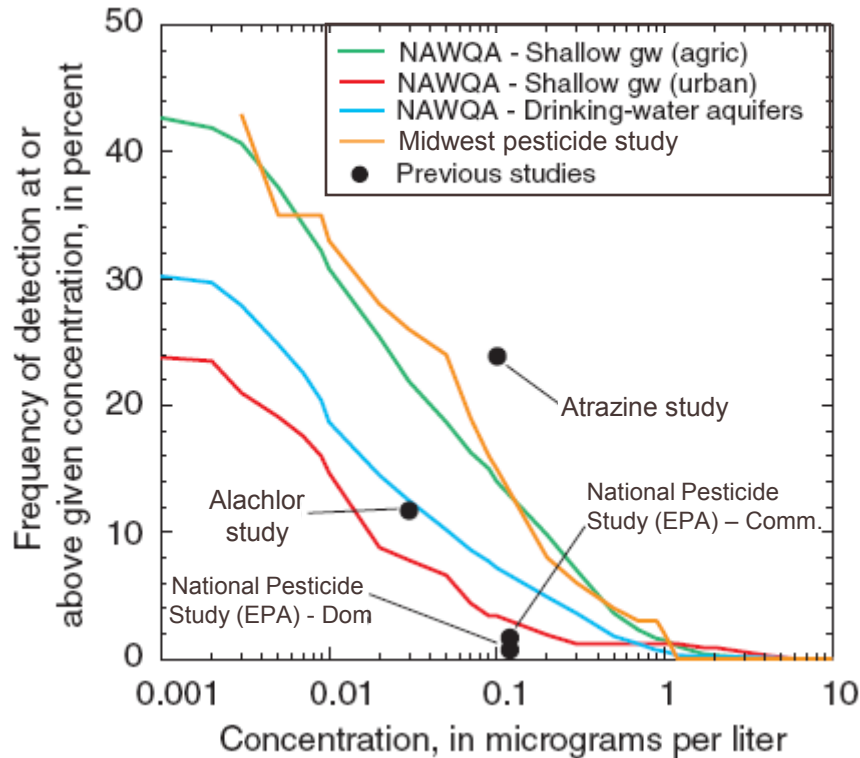 50
40
30
20
10
0
Frequency of detection at or
above given concentration, in percent
NAWQA - Shallow gw (agric)
NAWQA - Shallow gw (urban)
NAWQA - Drinking-water aquifers
Midwest pesticide study
Previous studies
Atrazine study
Alachlor
study
National Pesticide
Study (EPA) – Comm.
National Pesticide
Study (EPA) - Dom.
0.001
0.01
0.1
1
10
Concentration, in micrograms per liter